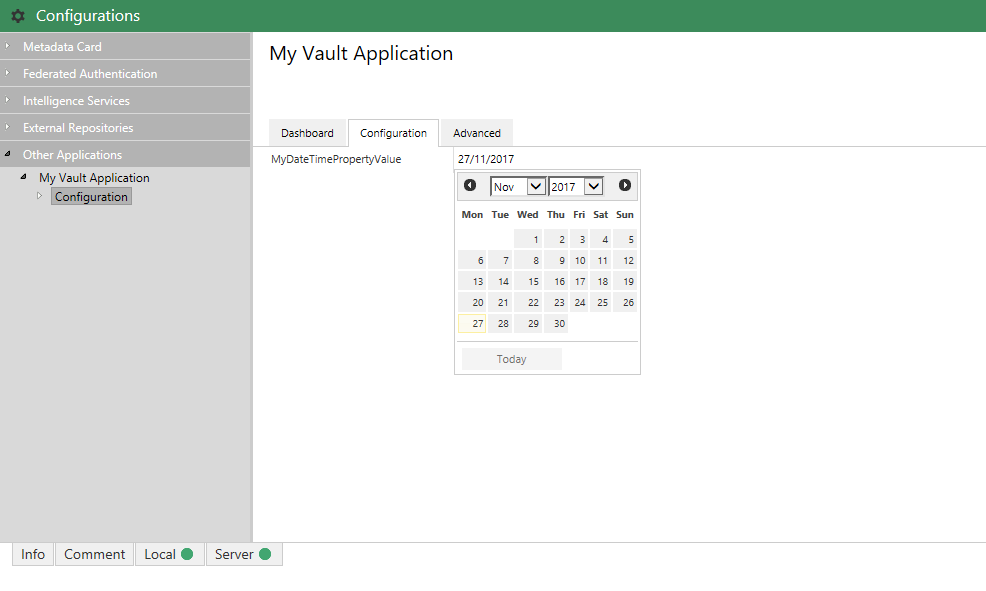 Configurations
Metadata Card
Federated Authentication
Intelligence Services
External Repositories
Other Applications
My Vault Application
Configuration
My Vault Application
Dashboard Configuration Advanced
MyDateTimePropertyValue 27/11/2017
Nov 2017
Mon Tue Wed Thu Fri Sat Sun
1 2 3 4 5
6 7 8 9 10 11 12
13 14 15 16 17 18 19
20 21 22 23 24 25 26
27 28 29 30
Today
Info Comment Local Server